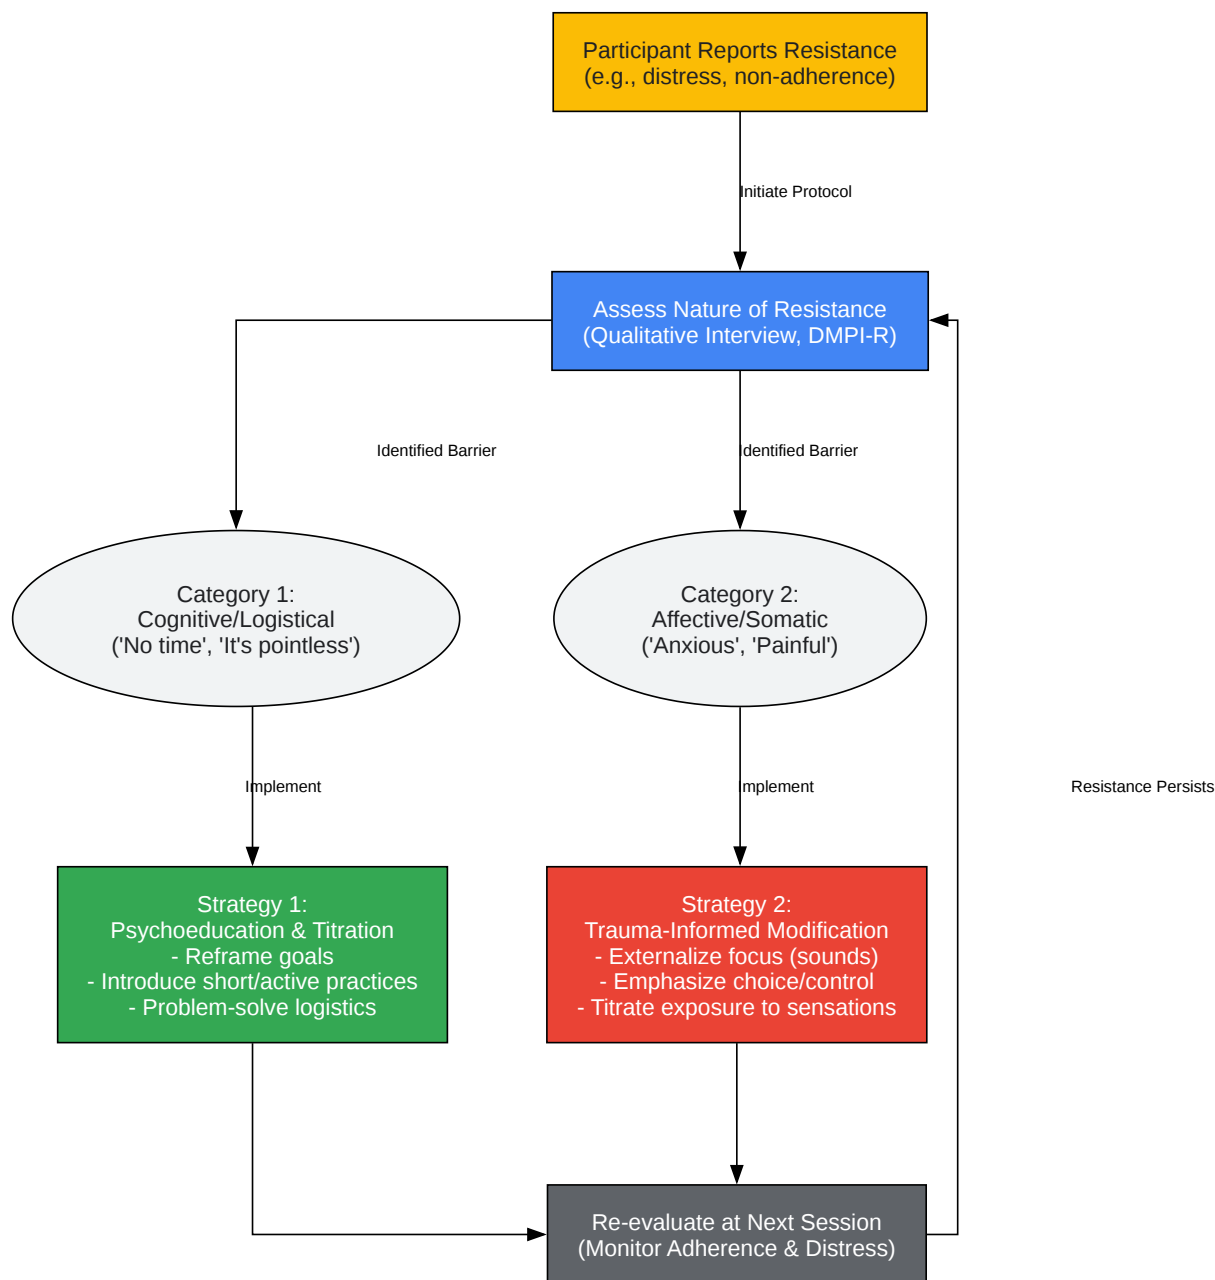 Participant Reports Resistance
(e.g., distress, non-adherence)
Initiate Protocol
Assess Nature of Resistance
(Qualitative Interview, DMPI-R)
Identified Barrier
Identified Barrier
Category 1:
Cognitive/Logistical
('No time', 'It's pointless')
Category 2:
Affective/Somatic
('Anxious', 'Painful')
Implement
Implement
Resistance Persists
Strategy 1:
Psychoeducation & Titration
- Reframe goals
- Introduce short/active practices
- Problem-solve logistics
Strategy 2:
Trauma-Informed Modification
- Externalize focus (sounds)
- Emphasize choice/control
- Titrate exposure to sensations
Re-evaluate at Next Session
(Monitor Adherence & Distress)